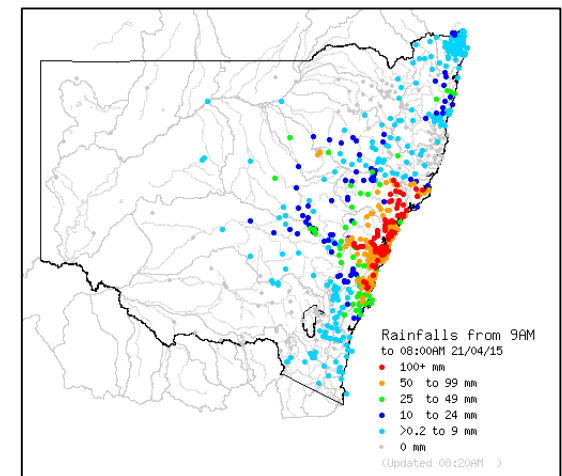 Rainfalls from 9AM
to 08:00AM 21/04/15
100+ mm
50 to 99 mm
25 to 49 mm
10 to 24 mm
>0.2 to 9 mm
0 mm
(Updated 08:20AM )